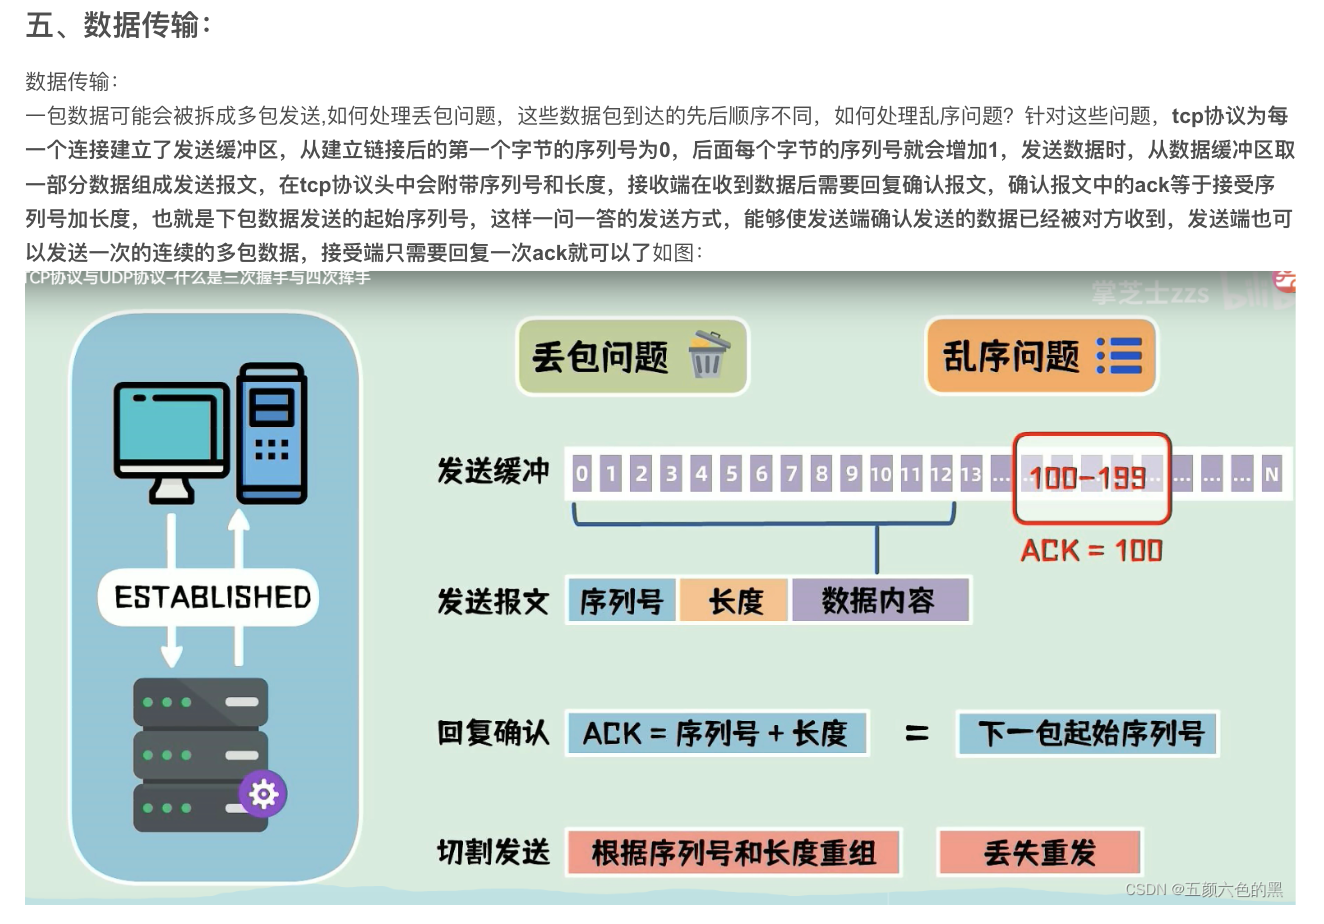 五、数据传输：
数据传输：
一包数据可能会被拆成多包发送,如何处理丢包问题，这些数据包到达的先后顺序不同，如何处理乱序问题？针对这些问题，tcp协议为每
一个连接建立了发送缓冲区，从建立链接后的第一个字节的序列号为0，后面每个字节的序列号就会增加1，发送数据时，从数据缓冲区取
一部分数据组成发送报文，在tcp协议头中会附带序列号和长度，接收端在收到数据后需要回复确认报文，确认报文中的ack等于接受序
列号加长度，也就是下包数据发送的起始序列号，这样一问一答的发送方式，能够使发送端确认发送的数据已经被对方收到，发送端也可
以发送一次的连续的多包数据，接受端只需要回复一次ack就可以了如图：
TCP协议与UDP协议-什么是三次握手与四次挥手
掌芝士zzs
丢包问题
乱序问题
发送缓冲 0 1 2 3 4 5 6 7 8 9 10 11 12 13 ... 100-199 ... ... ... N
ACK = 100
ESTABLISHED
发送报文 序列号 长度 数据内容
回复确认 ACK = 序列号 + 长度 = 下一包起始序列号
切割发送 根据序列号和长度重组 丢失重发
CSDN @五颜六色的黑